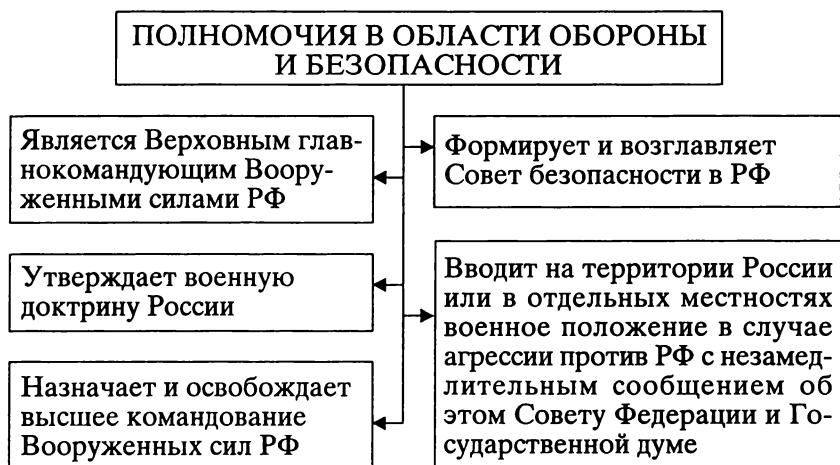 ПОЛНОМОЧИЯ В ОБЛАСТИ ОБОРОНЫ
И БЕЗОПАСНОСТИ
Является Верховным глав-
нокомандующим Воору-
женными силами РФ
Формирует и возглавляет
Совет безопасности в РФ
Утверждает военную
доктрину России
Вводит на территории России
или в отдельных местностях
военное положение в случае
агрессии против РФ с незамед-
лительным сообщением об
этом Совету Федерации и Го-
сударственной думе
Назначает и освобождает
высшее командование
Вооруженных сил РФ